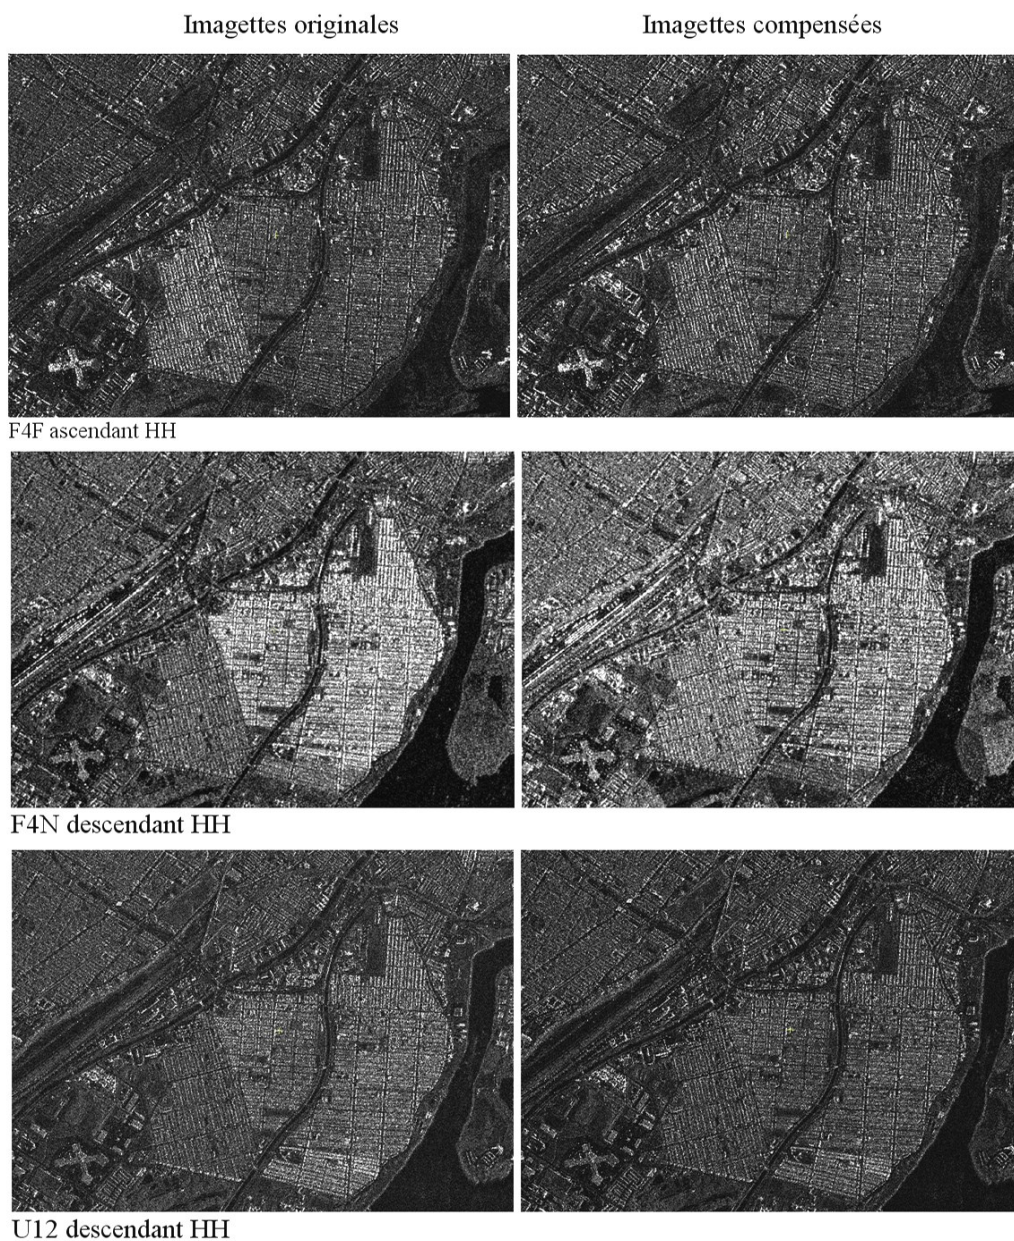 Imagettes originales
Imagettes compensées
F4F ascendant HH
F4N descendant HH
U12 descendant HH